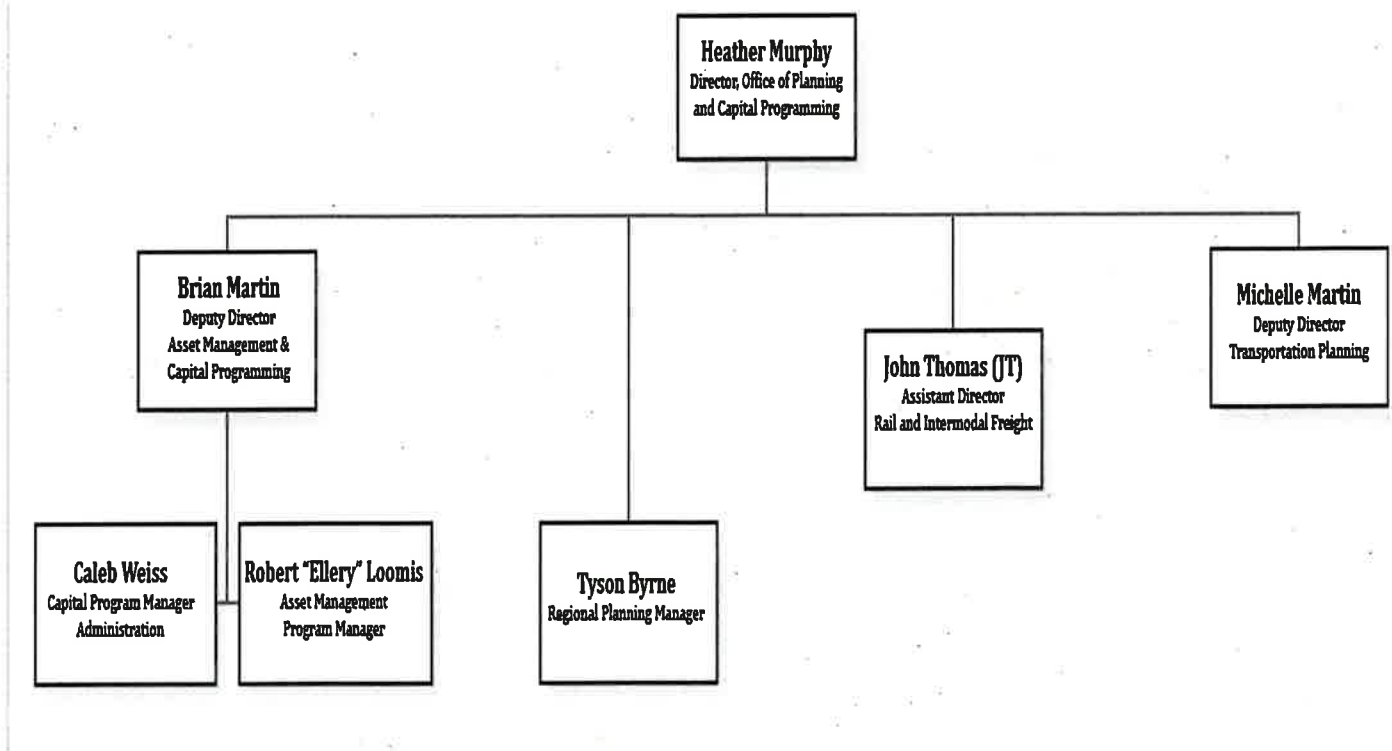 Heather Murphy
Director, Office of Planning
and Capital Programming
Brian Martin
Deputy Director
Asset Management &
Capital Programming
Michelle Martin
Deputy Director
Transportation Planning
John Thomas (JT)
Assistant Director
Rail and Intermodal Freight
Caleb Weiss
Capital Program Manager
Administration
Robert "Ellery" Loomis
Asset Management
Program Manager
Tyson Byrne
Regional Planning Manager